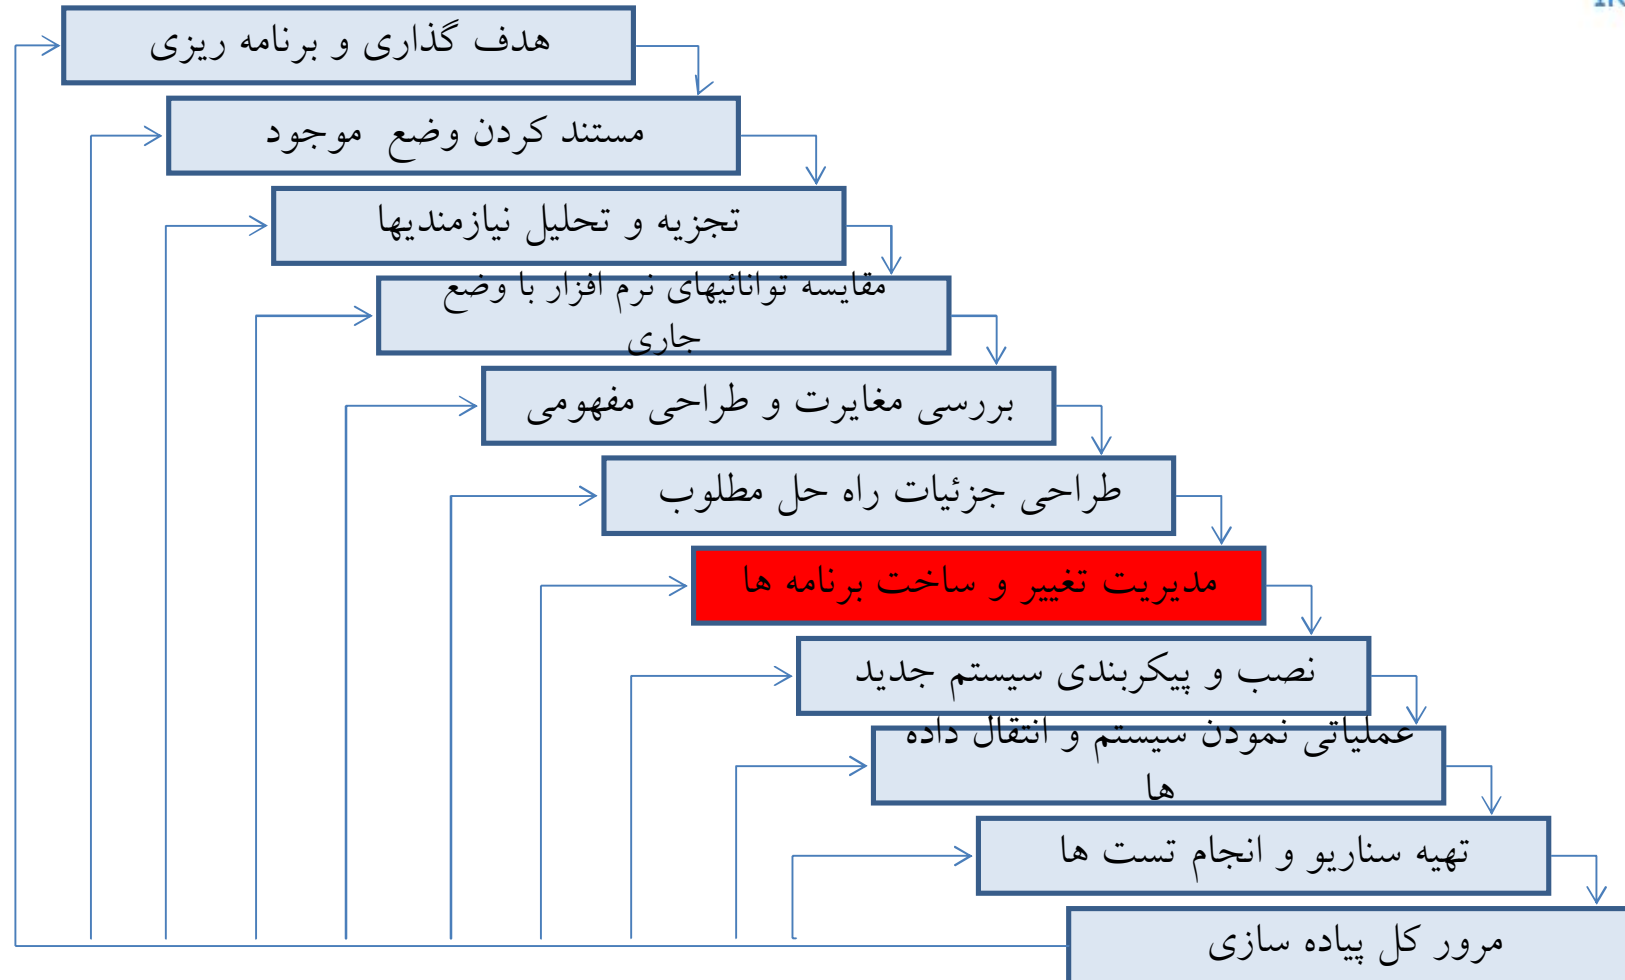 هدف گذاری و برنامه ریزی
مستند کردن وضع موجود
تجزیه و تحلیل نیازمندیها
مقایسه توانائیهای نرم افزار با وضع
جاری
بررسی مغایرت و طراحی مفهومی
طراحی جزئیات راه حل مطلوب
مدیریت تغییر و ساخت برنامه ها
نصب و پیکربندی سیستم جدید
عملیاتی نمودن سیستم و انتقال داده
ها
تهیه سناریو و انجام تست ها
مرور کل پیاده سازی